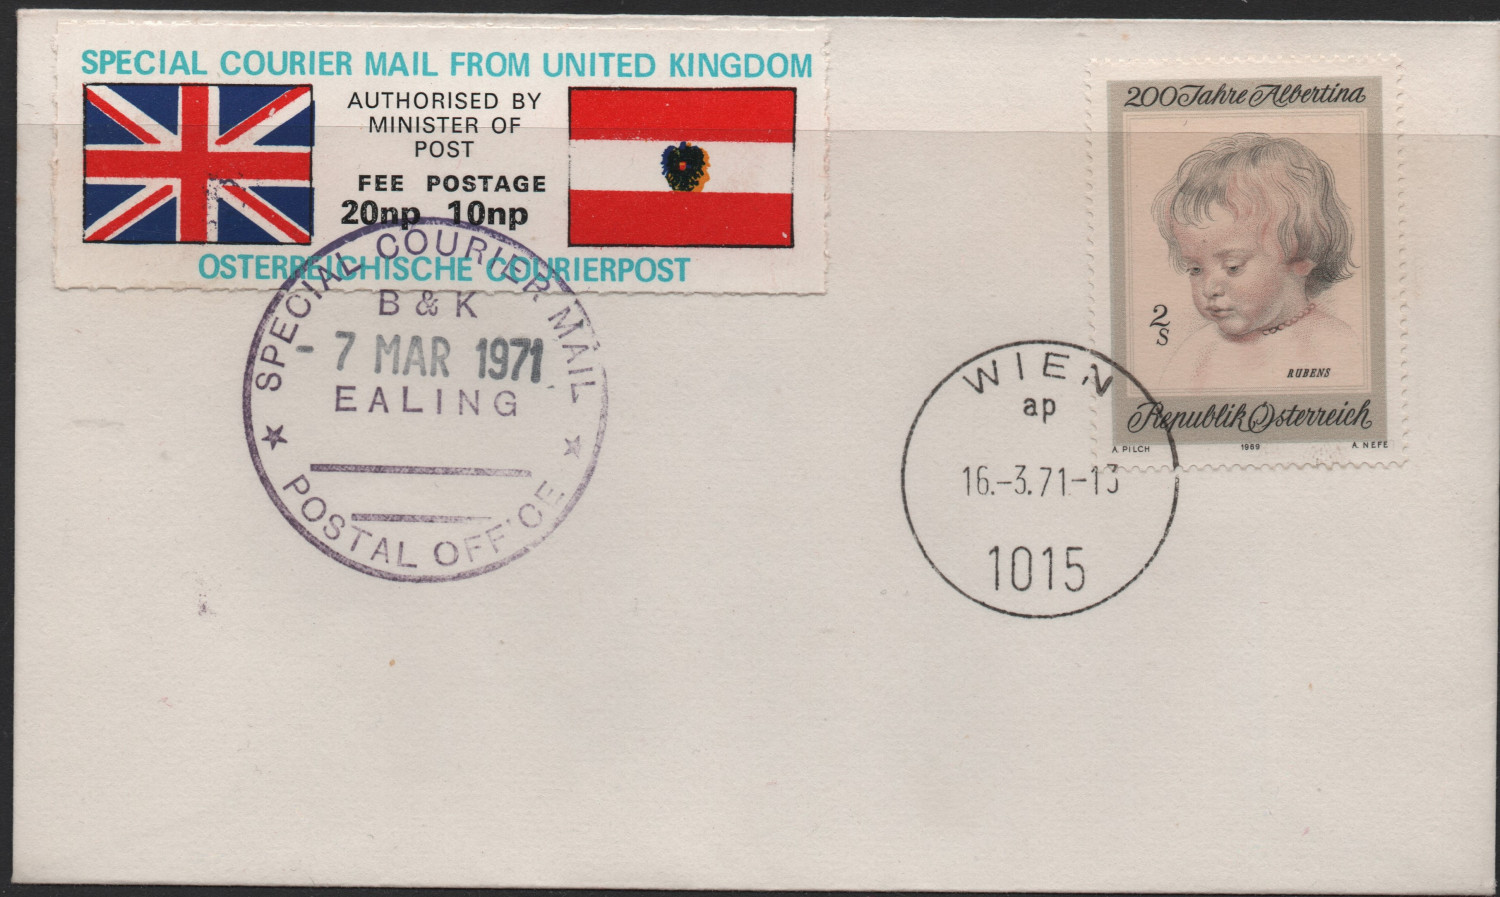 SPECIAL COURIER MAIL FROM UNITED KINGDOM
AUTHORISED BY
MINISTER OF
POST
FEE POSTAGE
20np 10np
OSTERREICHISCHE COURIERPOST
SPECIAL COURIER MAIL
B & K
- 7 MAR 1971
EALING
POSTAL OFFICE
200 Jahre Albertina
2
S
RUBENS
Republik Österreich
A. PILCH 1969 A. NEFE
WIEN
ap
16.-3.71-13
1015